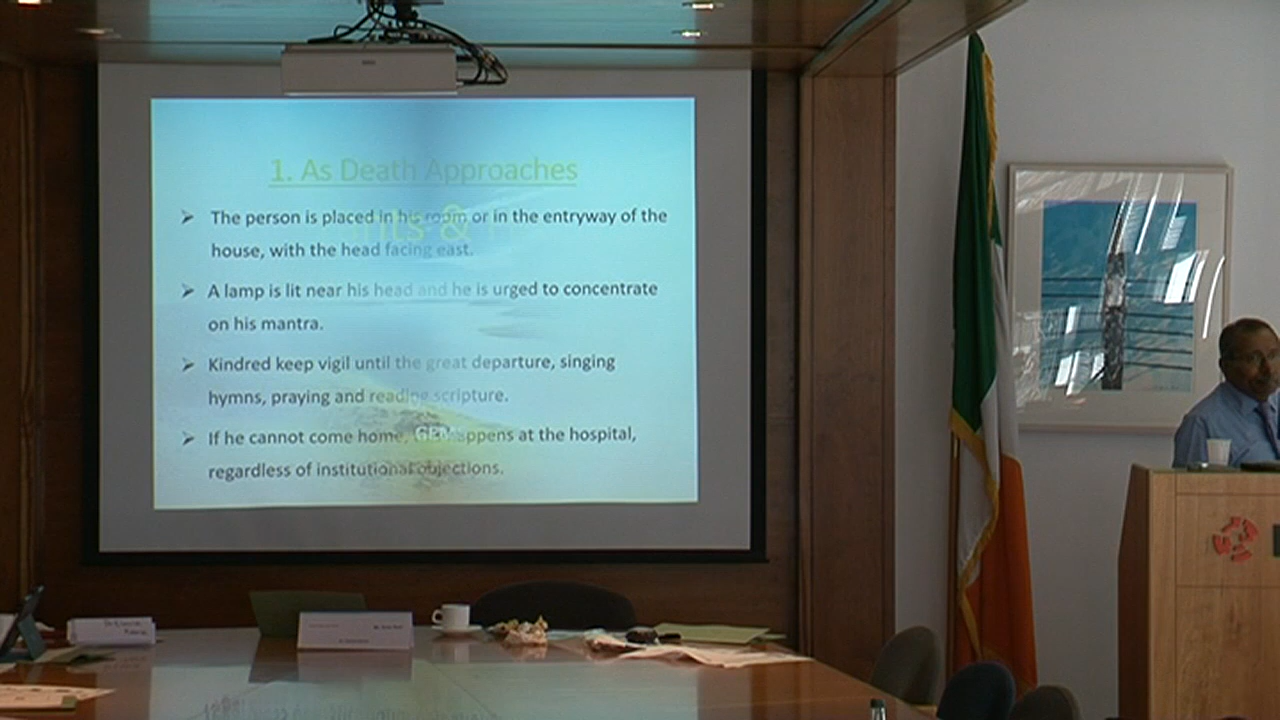 1. As Death Approaches
➢ The person is placed in his room or in the entryway of the
house, with the head facing east.
➢ A lamp is lit near his head and he is urged to concentrate
on his mantra.
➢ Kindred keep vigil until the great departure, singing
hymns, praying and reading scripture.
➢ If he cannot come home, happens at the hospital,
regardless of institutional objections.